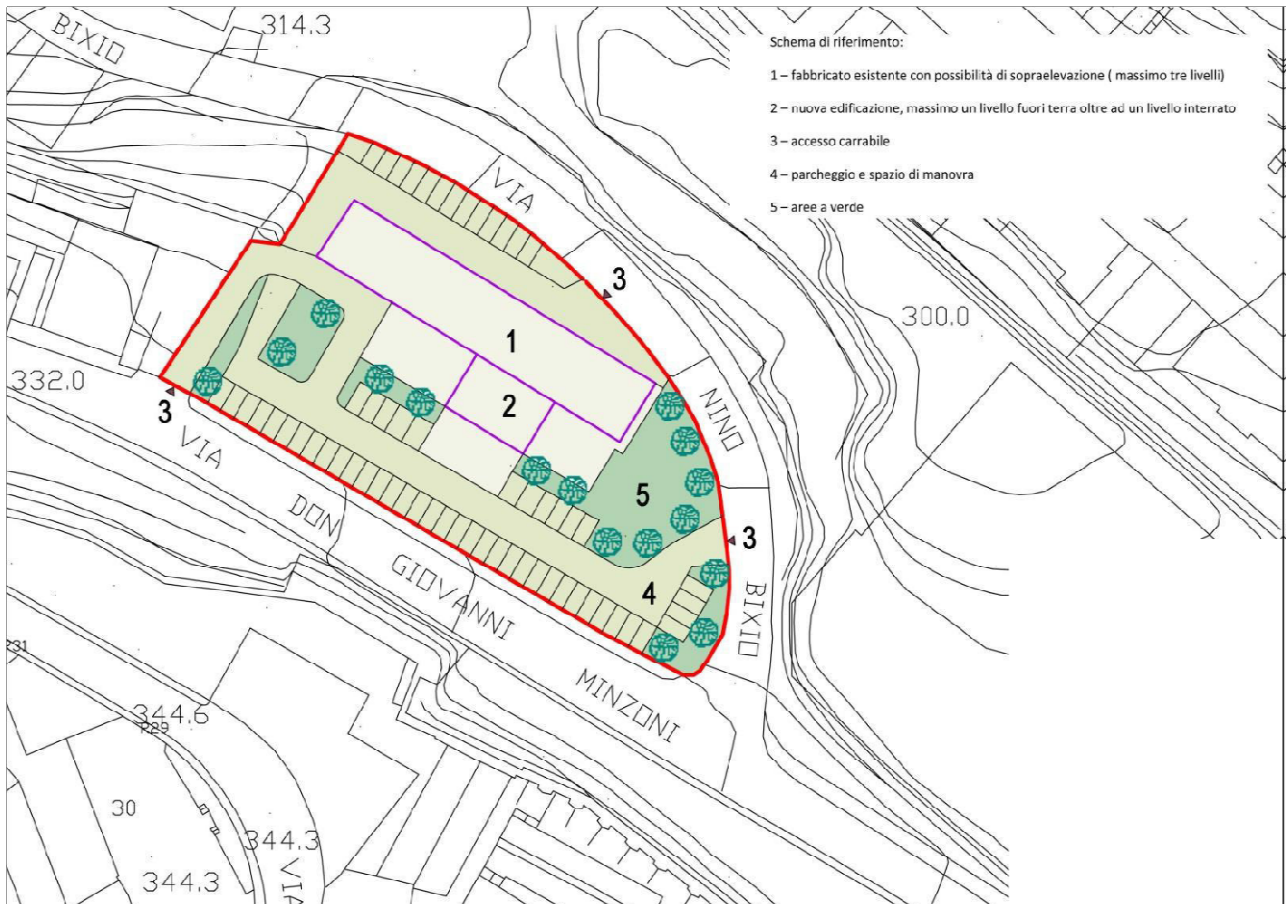 BIXIO
314.3
Schema di riferimento:
1 – fabbricato esistente con possibilità di sopraelevazione ( massimo tre livelli)
2 – nuova edificazione, massimo un livello fuori terra oltre ad un livello interrato
3 – accesso carrabile
4 – parcheggio e spazio di manovra
5 – aree a verde
VIA
3
300.0
1
332.0
2
NINO
3
VIA
5
DON
3
GIOVANNI
4
BIXIO
31
MINZONI
344.6
P29
30
344.3
344.3
VIA